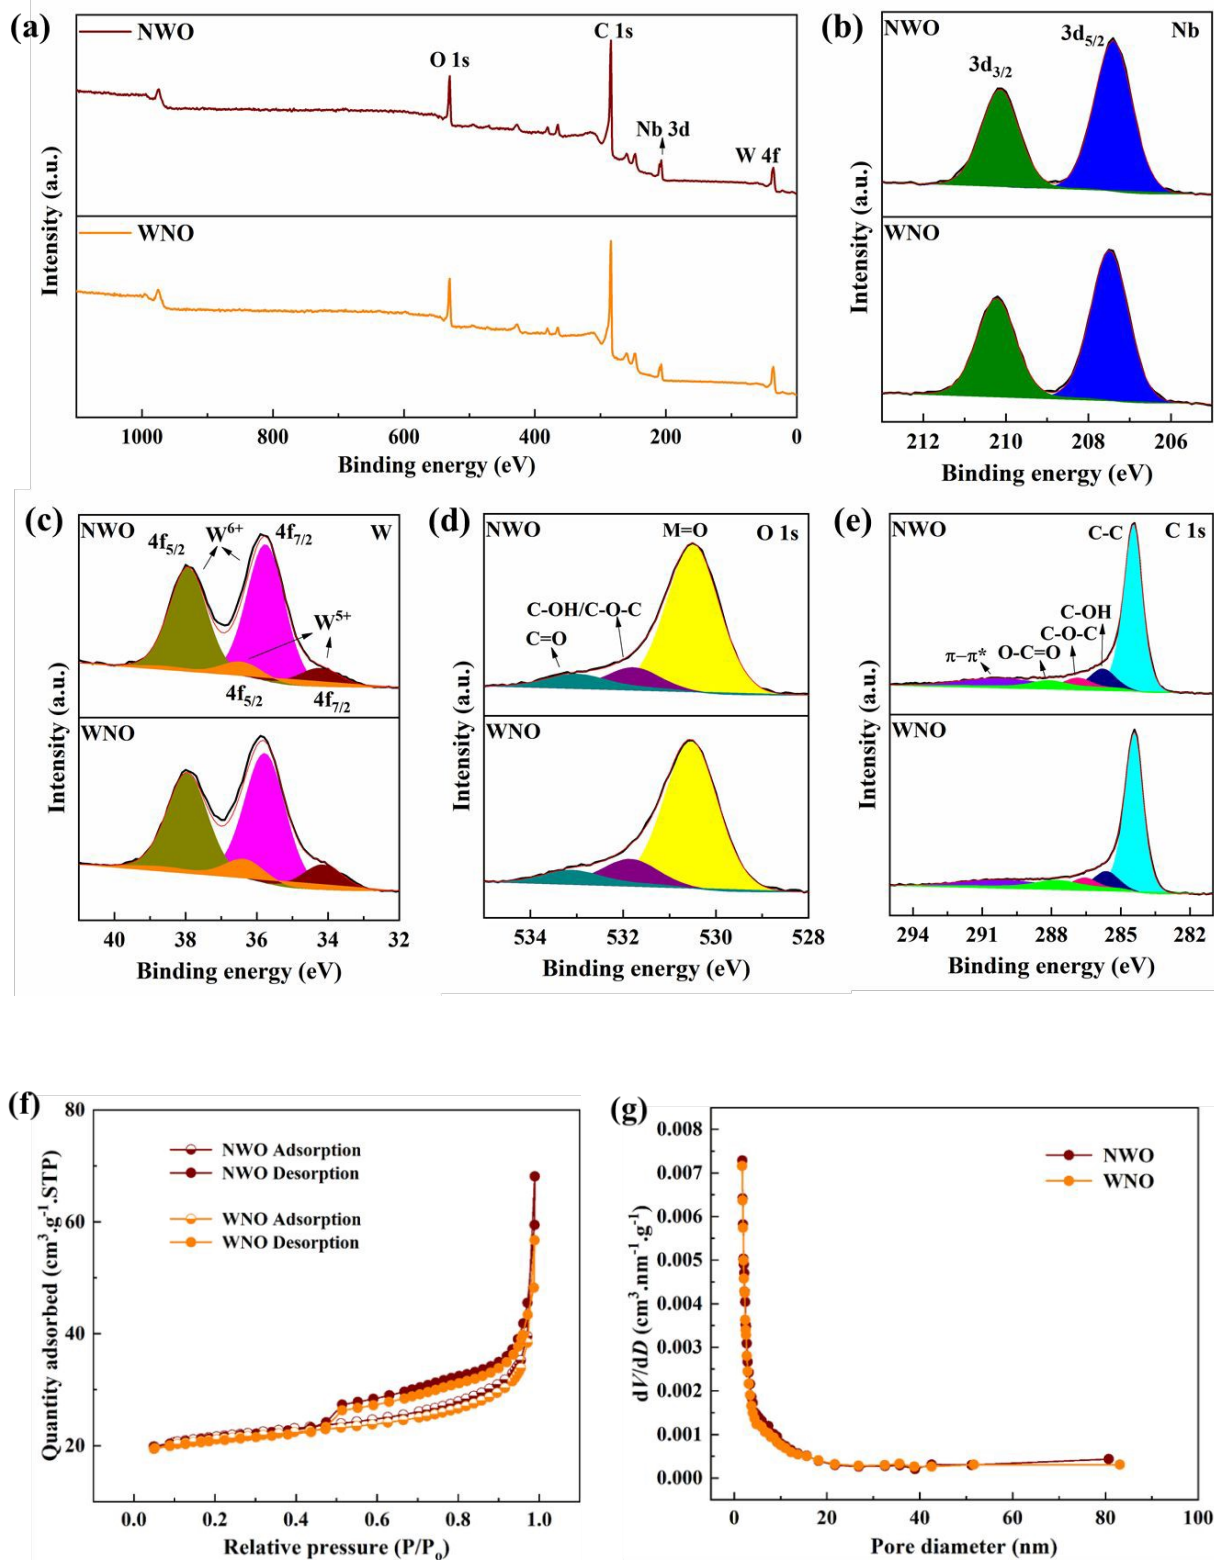 (a)
NWO
O 1s
C 1s
Nb 3d
W 4f
WNO
Intensity (a.u.)
1000 800 600 400 200 0
Binding energy (eV)
(b)
NWO
Nb
3d3/2
3d5/2
WNO
Intensity (a.u.)
212 210 208 206
Binding energy (eV)
(c)
NWO
W
4f5/2
W6+
4f7/2
W5+
4f5/2
4f7/2
WNO
Intensity (a.u.)
40 38 36 34 32
Binding energy (eV)
(d)
NWO
O 1s
M=O
C-OH/C-O-C
C=O
WNO
Intensity (a.u.)
534 532 530 528
Binding energy (eV)
(e)
NWO
C 1s
C-C
C-OH
C-O-C
O-C=O
π–π*
WNO
Intensity (a.u.)
294 291 288 285 282
Binding energy (eV)
(f)
80
60
40
20
Quantity adsorbed (cm3.g-1.STP)
NWO Adsorption
NWO Desorption
WNO Adsorption
WNO Desorption
0.0 0.2 0.4 0.6 0.8 1.0
Relative pressure (P/Po)
(g)
0.008
0.007
0.006
0.005
0.004
0.003
0.002
0.001
0.000
dV/dD (cm3.nm-1.g-1)
NWO
WNO
0 20 40 60 80 100
Pore diameter (nm)